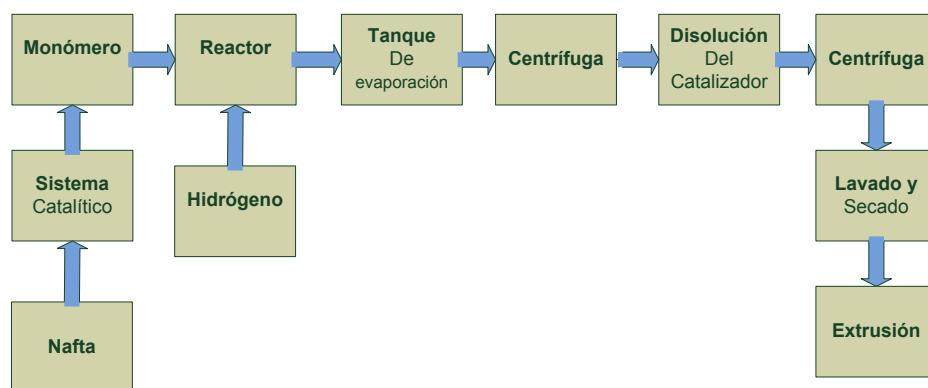 Monómero
Reactor
Tanque
De
evaporación
Centrífuga
Disolución
Del
Catalizador
Centrífuga
Sistema
Catalítico
Hidrógeno
Lavado y
Secado
Nafta
Extrusión